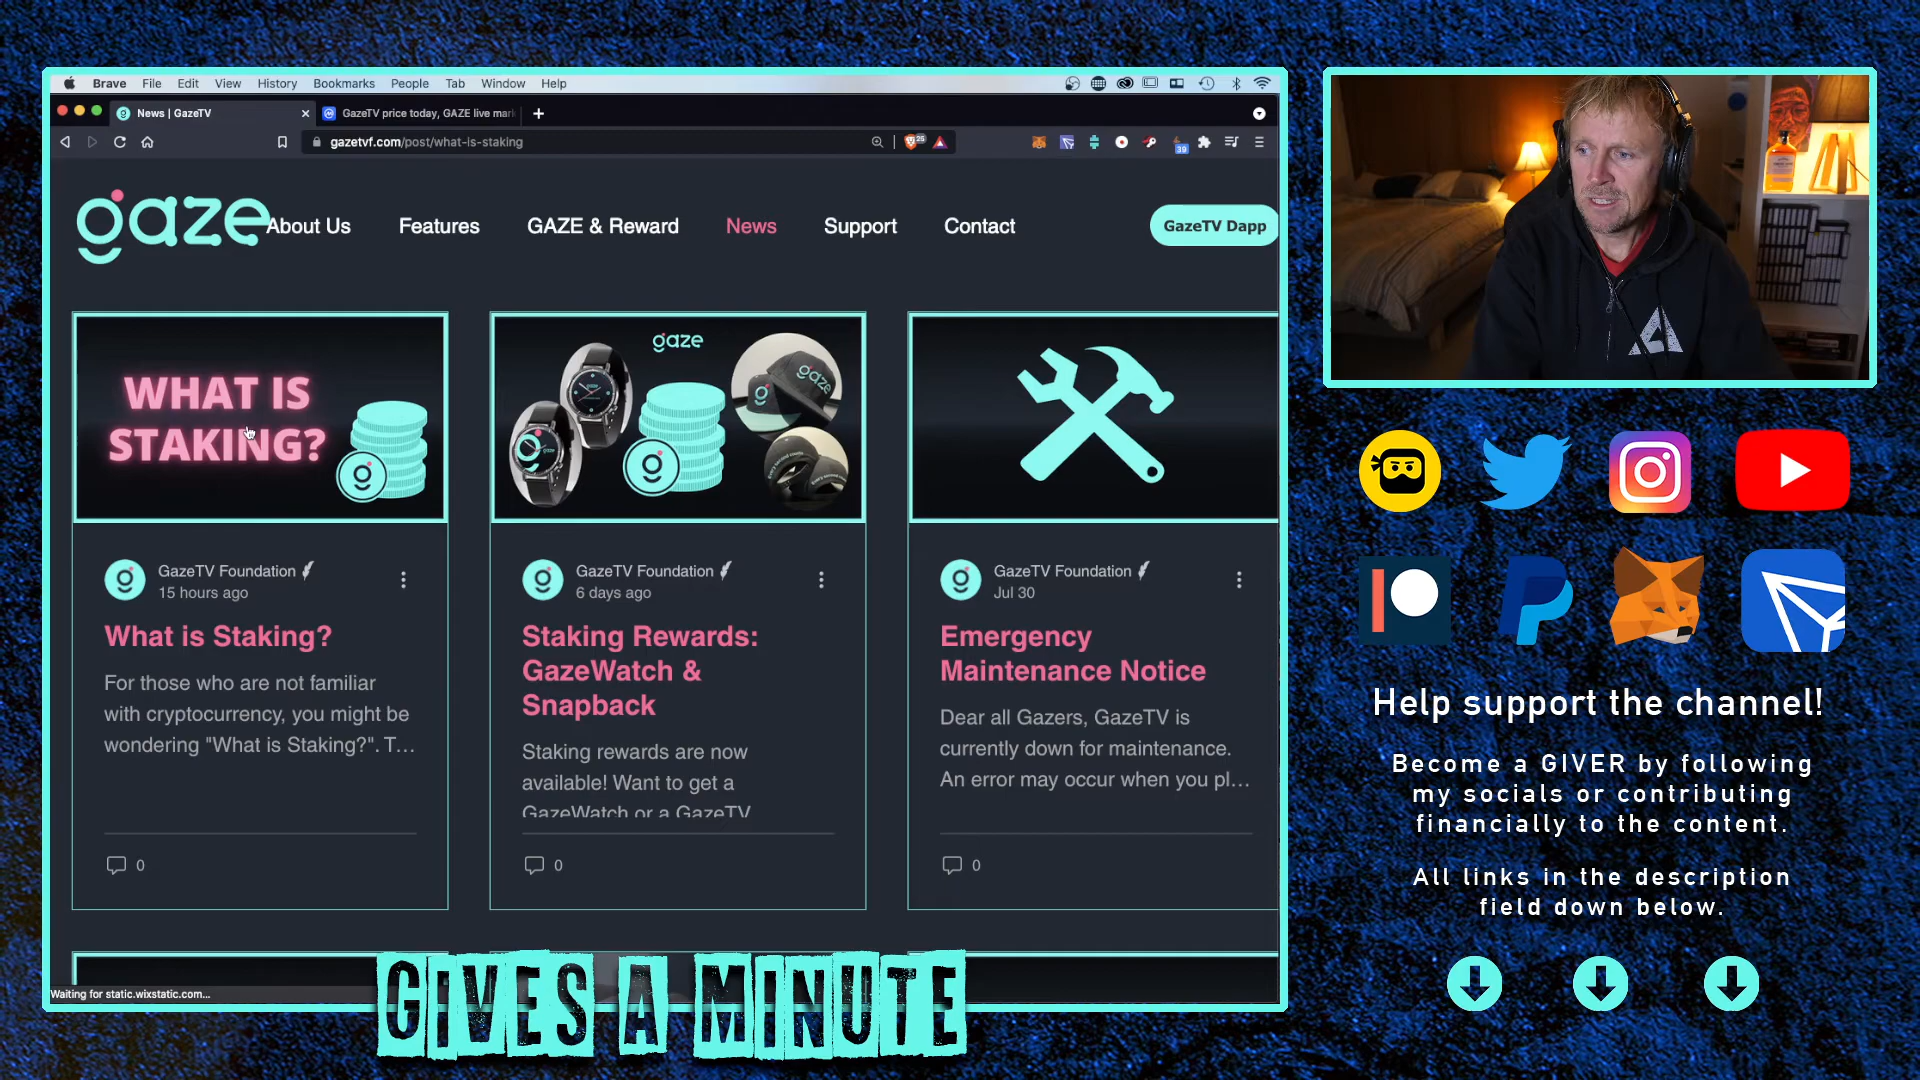 Brave File Edit View History Bookmarks People Tab Window Help
News | GazeTV
GazeTV price today, GAZE live mar
gazetvf.com/post/what-is-staking
25
39
gaze
About Us
Features
GAZE & Reward
News
Support
Contact
GazeTV Dapp
WHAT IS
STAKING?
GazeTV Foundation
15 hours ago
What is Staking?
For those who are not familiar
with cryptocurrency, you might be
wondering "What is Staking?". T...
0
gaze
gaze
GazeTV Foundation
6 days ago
Staking Rewards:
GazeWatch &
Snapback
Staking rewards are now
available! Want to get a
GazeWatch or a GazeTV
0
GazeTV Foundation
Jul 30
Emergency
Maintenance Notice
Dear all Gazers, GazeTV is
currently down for maintenance.
An error may occur when you pl...
0
Waiting for static.wixstatic.com...
GIVES A MINUTE
Help support the channel!
Become a GIVER by following
my socials or contributing
financially to the content.
All links in the description
field down below.